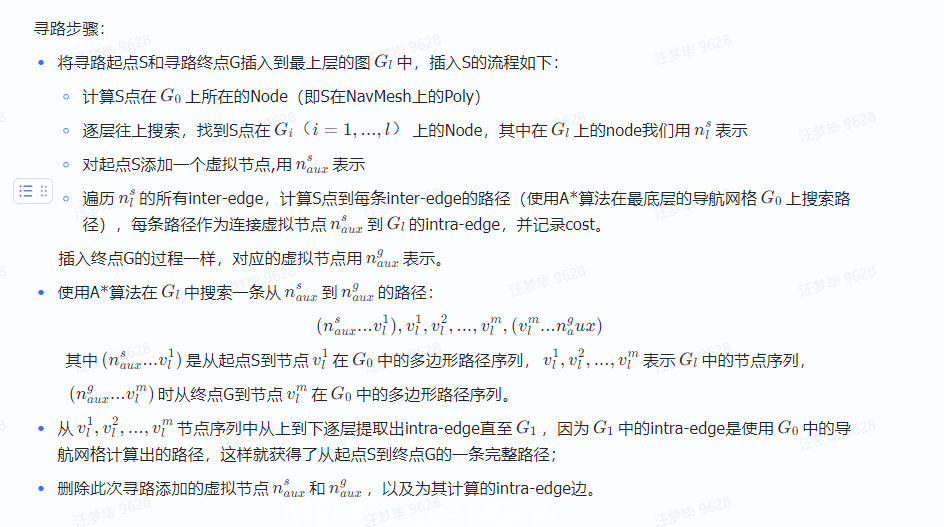 寻路步骤：
将寻路起点S和寻路终点G插入到最上层的图 $G_l$ 中，插入S的流程如下：
计算S点在 $G_0$ 上所在的Node（即S在NavMesh上的Poly）
逐层往上搜索，找到S点在 $G_i$（$i = 1, ..., l$） 上的Node，其中在 $G_l$ 上的node我们用 $n_l^s$ 表示
对起点S添加一个虚拟节点,用 $n_{aux}^s$ 表示
遍历 $n_l^s$ 的所有inter-edge，计算S点到每条inter-edge的路径（使用A*算法在最底层的导航网格 $G_0$ 上搜索路
径），每条路径作为连接虚拟节点 $n_{aux}^s$ 到 $G_l$ 的intra-edge，并记录cost。
插入终点G的过程一样，对应的虚拟节点用 $n_{aux}^g$ 表示。
使用A*算法在 $G_l$ 中搜索一条从 $n_{aux}^s$ 到 $n_{aux}^g$ 的路径：
$(n_{aux}^s...v_l^1), v_l^1, v_l^2, ..., v_l^m, (v_l^m...n_a^g ux)$
其中 $(n_{aux}^s...v_l^1)$ 是从起点S到节点 $v_l^1$ 在 $G_0$ 中的多边形路径序列， $v_l^1, v_l^2, ..., v_l^m$ 表示 $G_l$ 中的节点序列，
$(n_{aux}^g...v_l^m)$ 时从终点G到节点 $v_l^m$ 在 $G_0$ 中的多边形路径序列。
从 $v_l^1, v_l^2, ..., v_l^m$ 节点序列中从上到下逐层提取出intra-edge直至 $G_1$ ，因为 $G_1$ 中的intra-edge是使用 $G_0$ 中的导
航网格计算出的路径，这样就获得了从起点S到终点G的一条完整路径；
删除此次寻路添加的虚拟节点 $n_{aux}^s$ 和 $n_{aux}^g$ ，以及为其计算的intra-edge边。
汪梦毕 9628